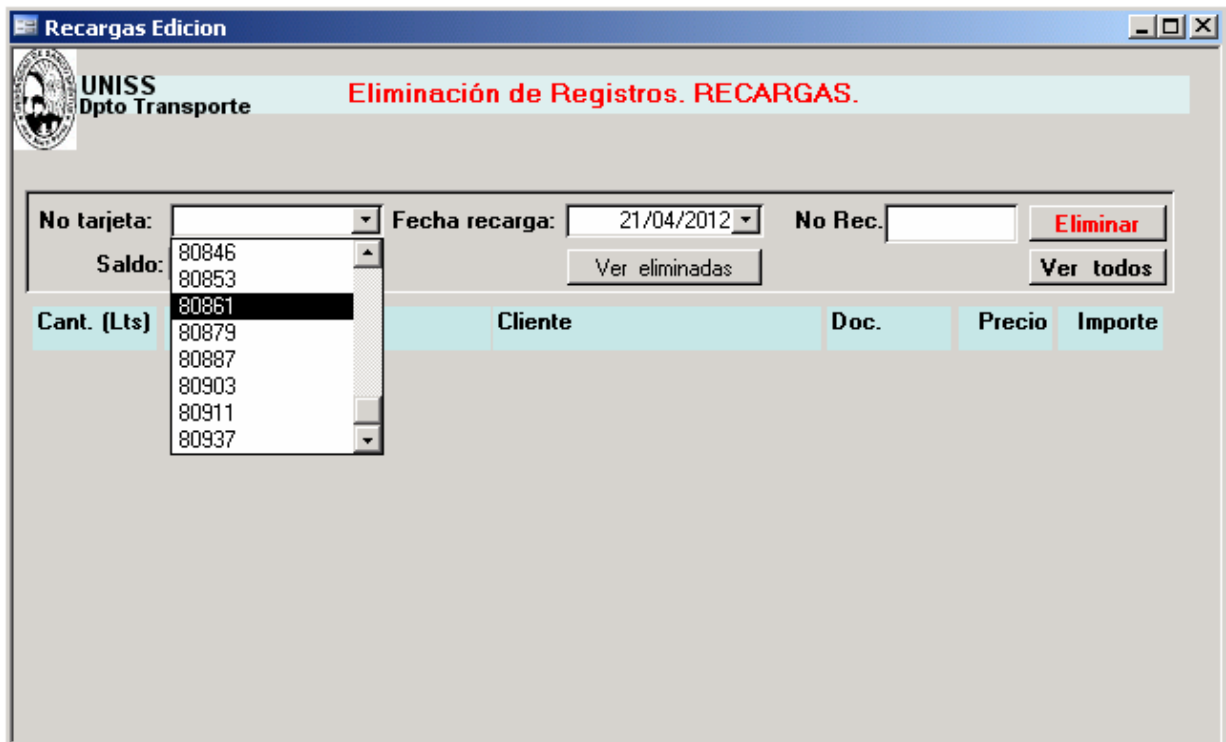 Recargas Edicion
UNISS
Dpto Transporte
Eliminación de Registros. RECARGAS.
No tarjeta:
Fecha recarga: 21/04/2012
No Rec.
Eliminar
Saldo:
Ver eliminadas
Ver todos
80846
80853
80861
80879
80887
80903
80911
80937
Cant. (Lts)
Cliente
Doc.
Precio
Importe